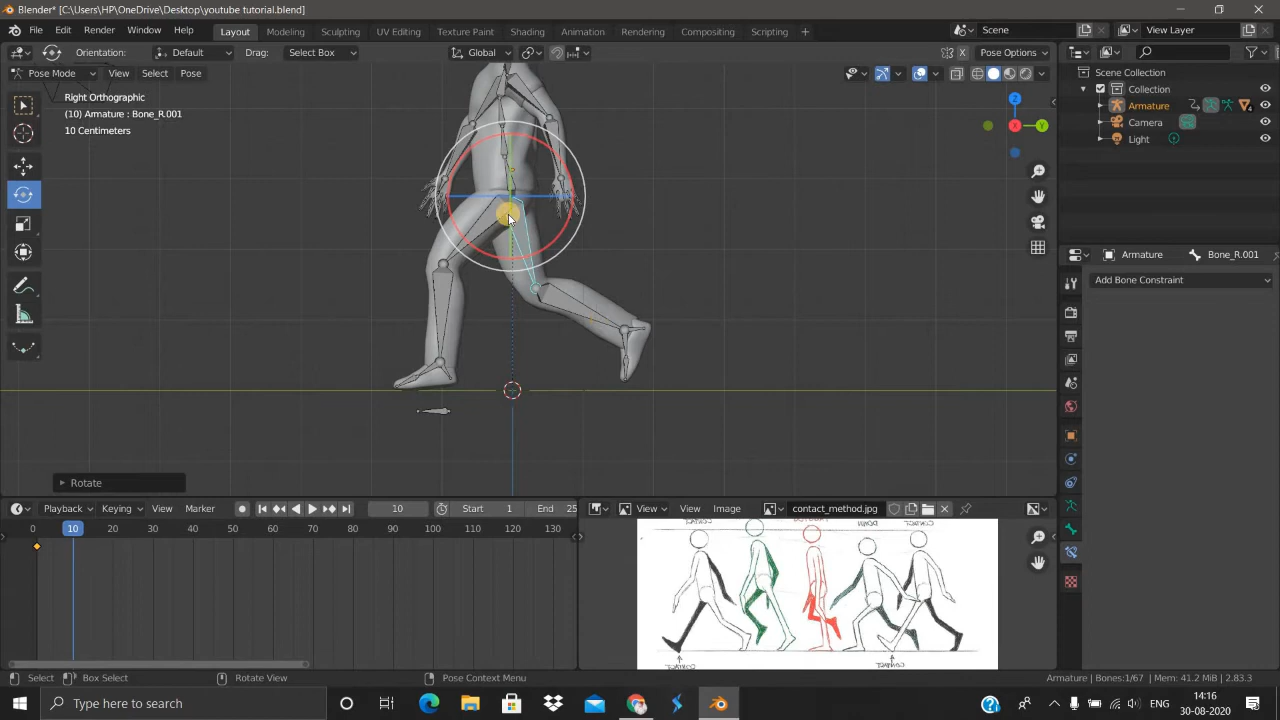 Blender* [C:\Users\HP\OneDrive\Desktop\youtube tutorial.blend]
File Edit Render Window Help Layout Modeling Sculpting UV Editing Texture Paint Shading Animation Rendering Compositing Scripting Scene View Layer
Orientation: Default Drag: Select Box Global Pose Options
Pose Mode View Select Pose
Right Orthographic
(10) Armature : Bone_R.001
10 Centimeters
Scene Collection
Collection
Armature
Camera
Light
Armature Bone_R.001
Add Bone Constraint
Rotate
Playback Keying View Marker 10 Start 1 End 25
View View Image contact_method.jpg
0 10 20 30 40 50 60 70 80 90 100 110 120 130
CONTACT DOWN CONTACT
CONTACT CONTACT
Select Box Select Rotate View Pose Context Menu Armature | Bones:1/67 | Mem: 41.2 MiB | 2.83.3
Type here to search
ENG
14:16
30-08-2020